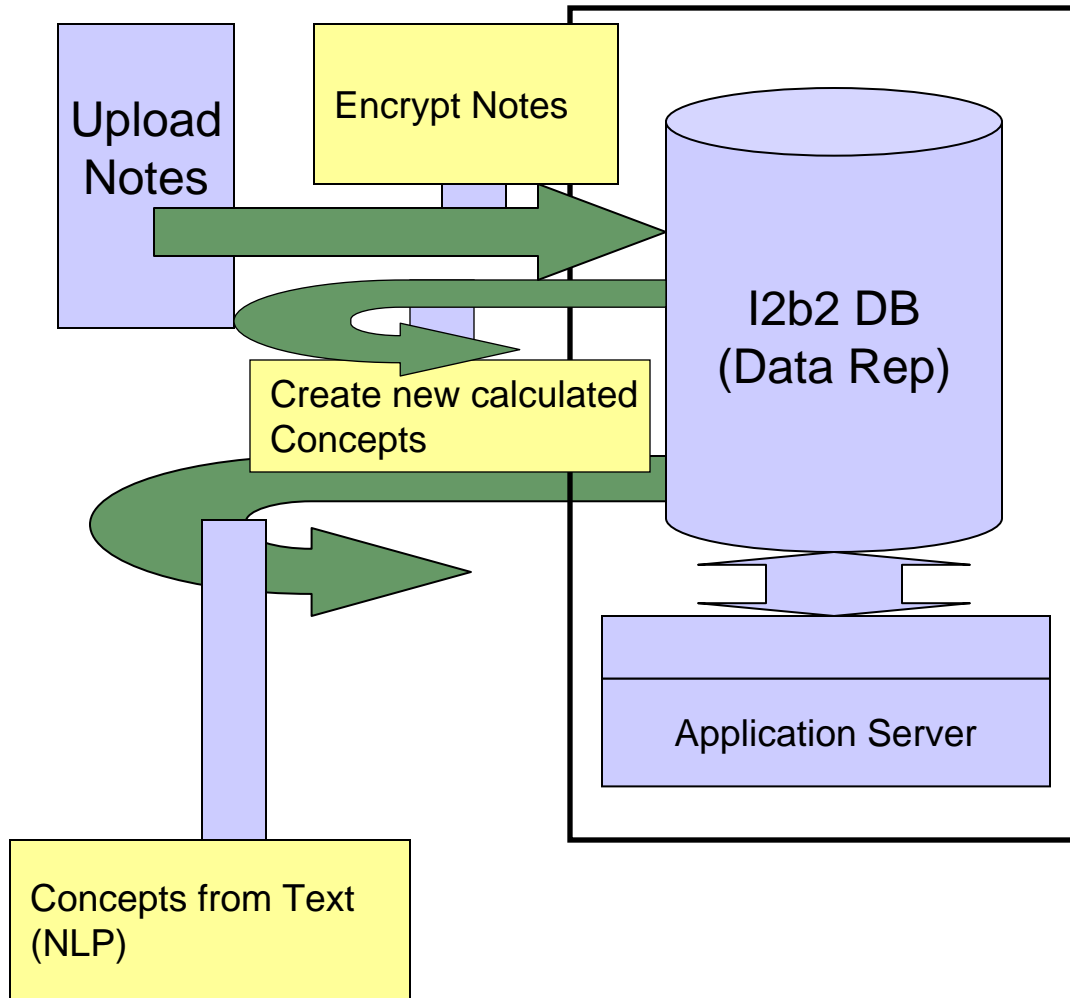 Upload
Notes
Encrypt Notes
I2b2 DB
(Data Rep)
Create new calculated
Concepts
Application Server
Concepts from Text
(NLP)